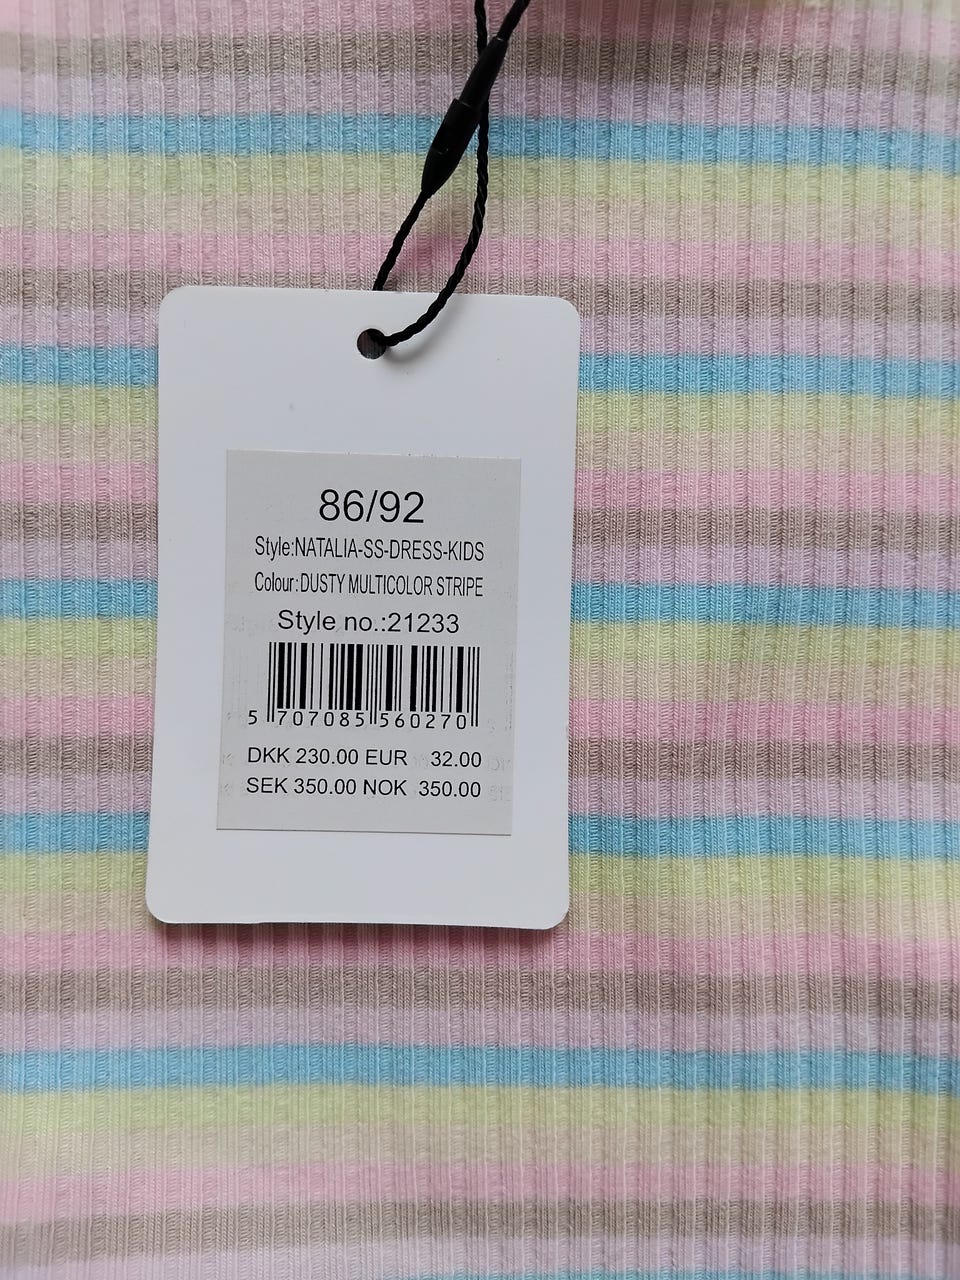 86/92
Style:NATALIA-SS-DRESS-KIDS
Colour:DUSTY MULTICOLOR STRIPE
Style no.:21233
5 707085 560270
DKK 230.00 EUR 32.00
SEK 350.00 NOK 350.00